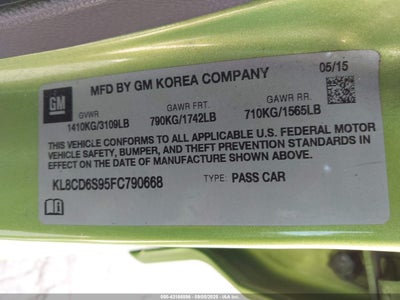 05/15
GM
MFD BY GM KOREA COMPANY
GVWR GAWR FRT. GAWR RR.
1410KG/3109LB 790KG/1742LB 710KG/1565LB
THIS VEHICLE CONFORMS TO ALL APPLICABLE U.S. FEDERAL MOTOR
VEHICLE SAFETY, BUMPER, AND THEFT PREVENTION STANDARDS IN
EFFECT ON THE DATE OF MANUFACTURE SHOWN ABOVE.
KL8CD6S95FC790668 TYPE: PASS CAR